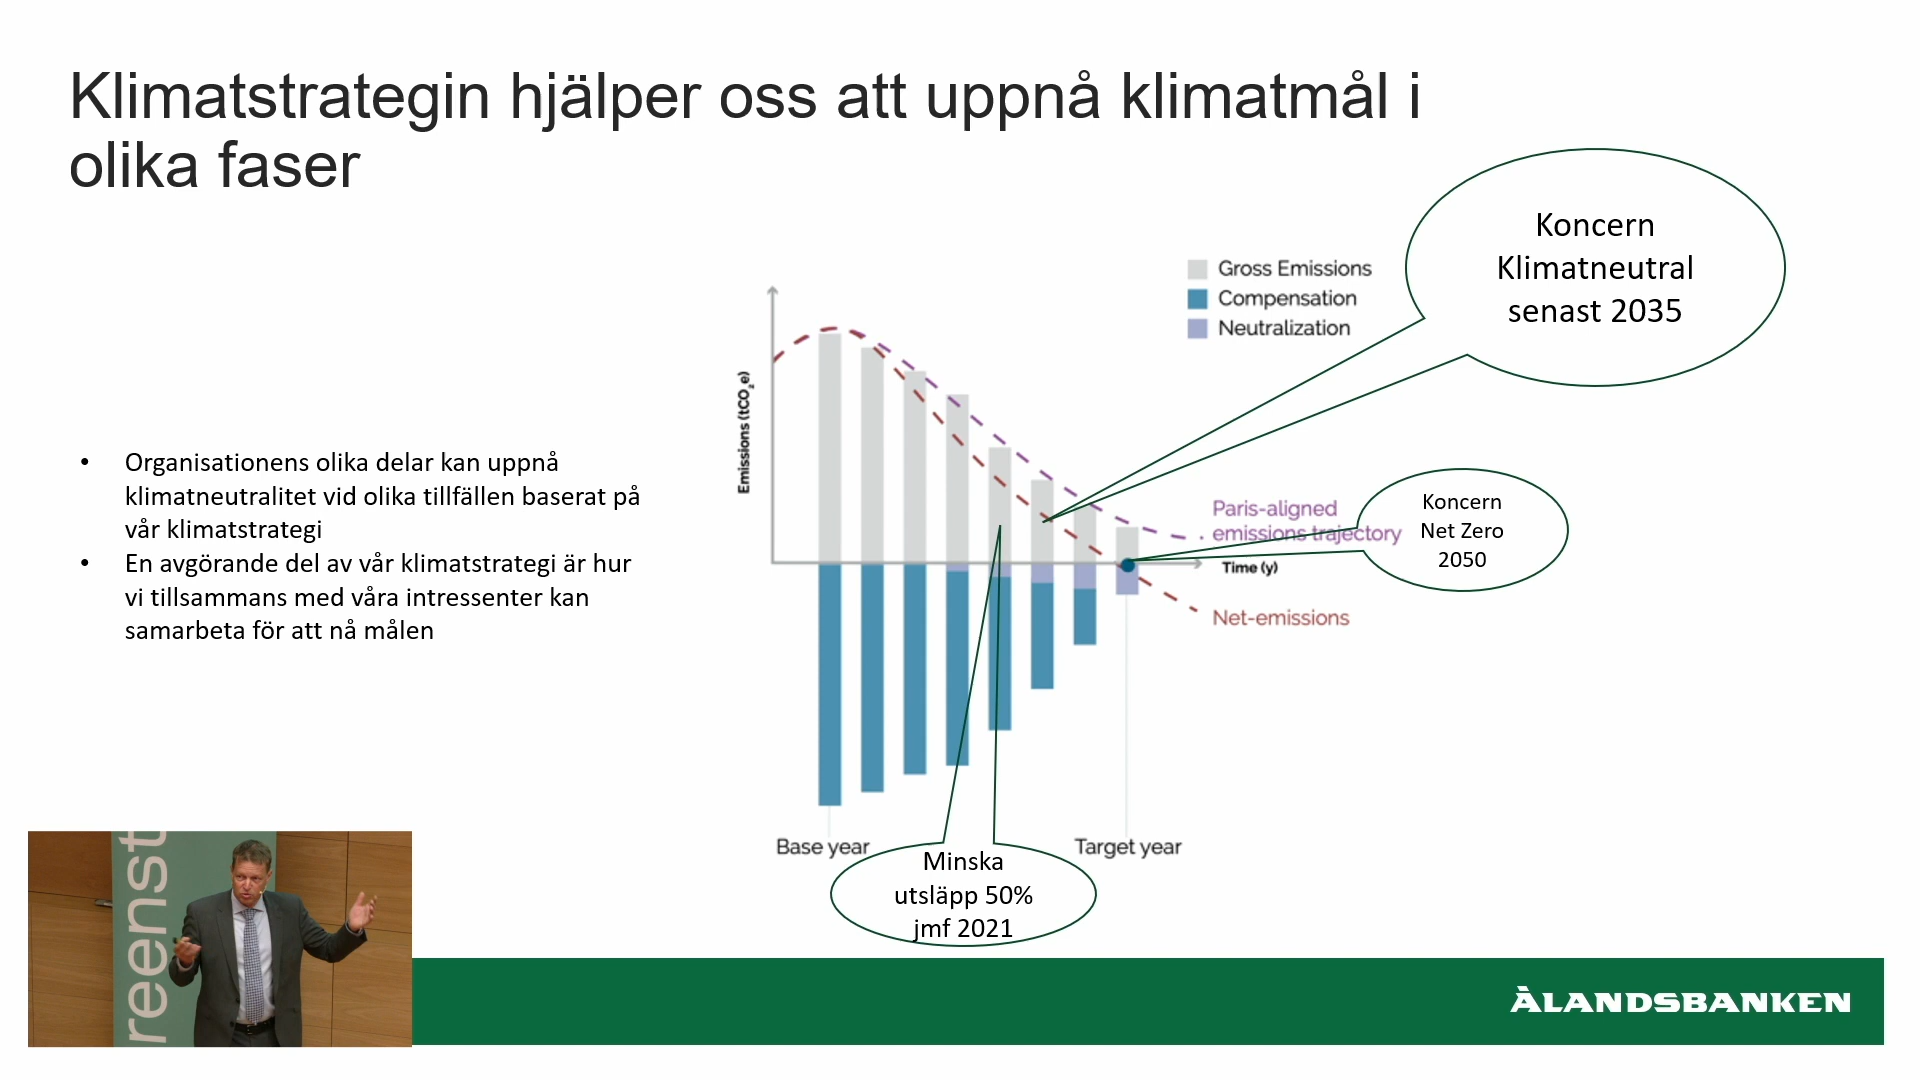 Klimatstrategin hjälper oss att uppnå klimatmål i
olika faser
• Organisationens olika delar kan uppnå
klimatneutralitet vid olika tillfällen baserat på
vår klimatstrategi
• En avgörande del av vår klimatstrategi är hur
vi tillsammans med våra intressenter kan
samarbeta för att nå målen
Emissions (tCO₂e)
Gross Emissions
Compensation
Neutralization
Koncern
Klimatneutral
senast 2035
Paris-aligned
emissions trajectory
Koncern
Net Zero
2050
Time (y)
Net-emissions
Base year
Target year
Minska
utsläpp 50%
jmf 2021
reenst
ÅLANDSBANKEN